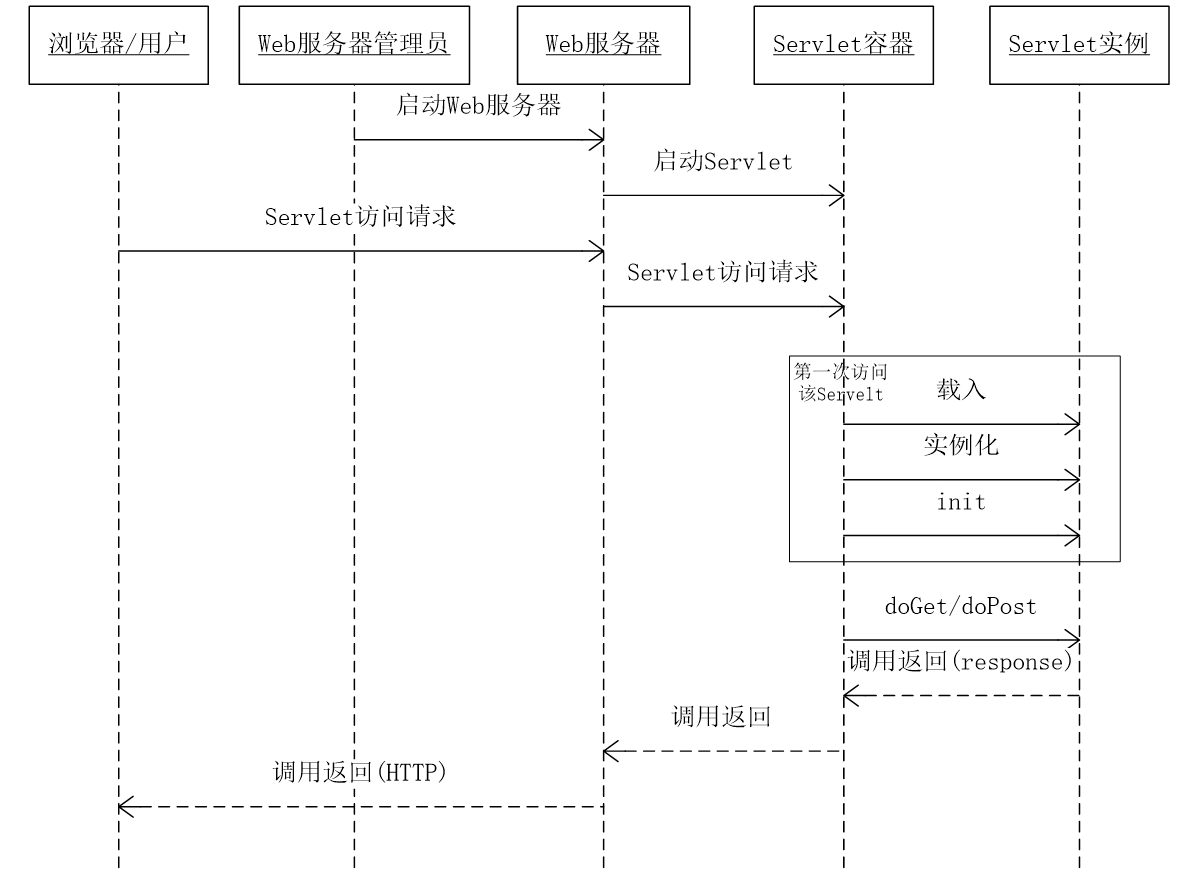 浏览器/用户
Web服务器管理员
Web服务器
Servlet容器
Servlet实例
启动Web服务器
启动Servlet
Servlet访问请求
Servlet访问请求
第一次访问
该Servelt
载入
实例化
init
doGet/doPost
调用返回(response)
调用返回
调用返回(HTTP)